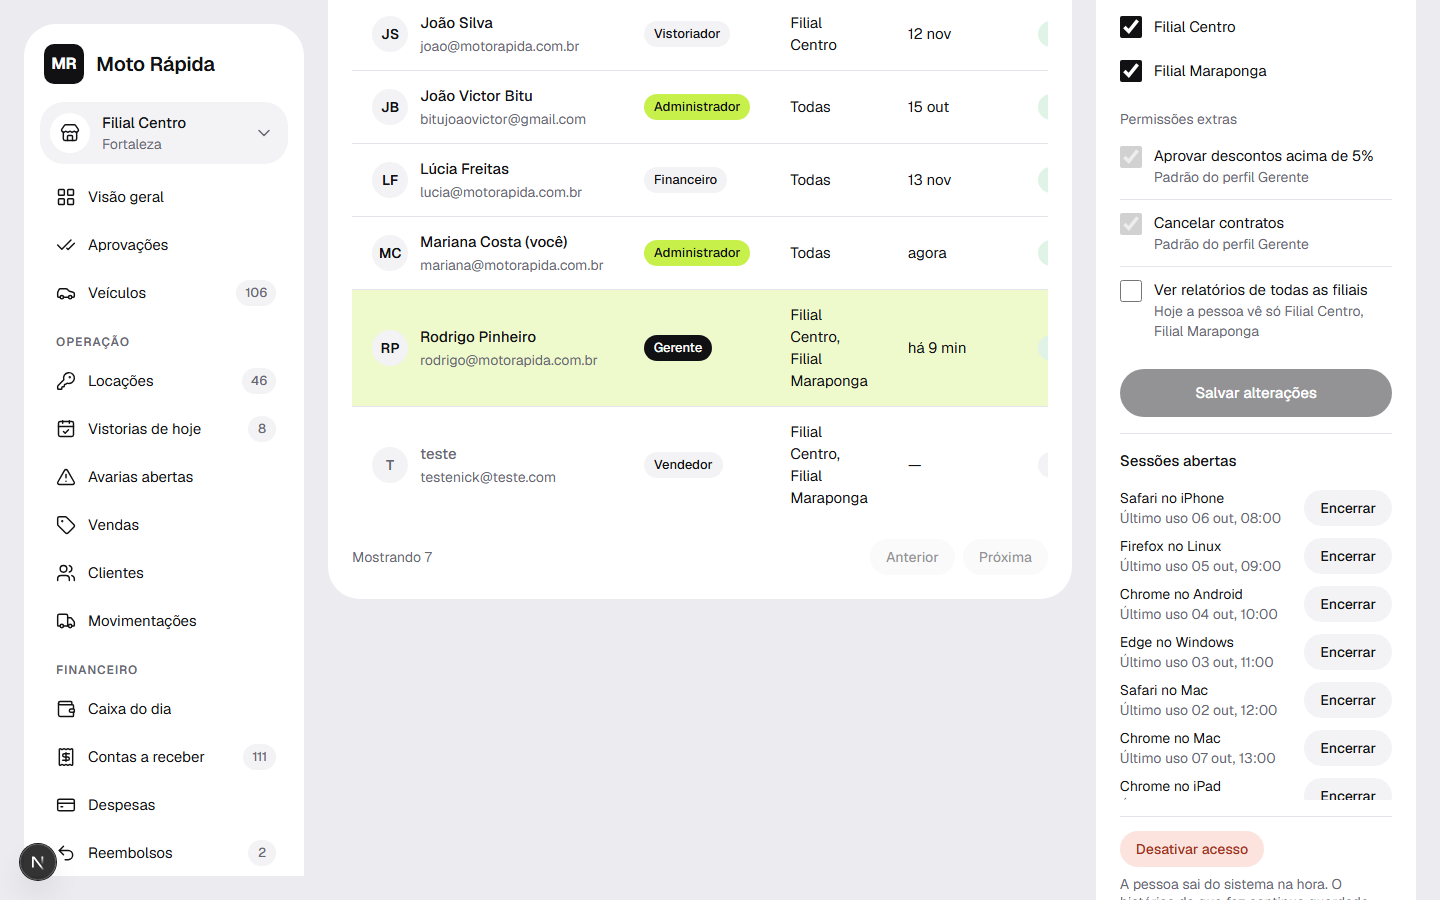 MR Moto Rápida
Filial Centro
Fortaleza
Visão geral
Aprovações
Veículos 106
OPERAÇÃO
Locações 46
Vistorias de hoje 8
Avarias abertas
Vendas
Clientes
Movimentações
FINANCEIRO
Caixa do dia
Contas a receber 111
Despesas
Reembolsos 2
N
JS João Silva
joao@motorapida.com.br
Vistoriador
Filial
Centro
12 nov
JB João Victor Bitu
bitujoaovictor@gmail.com
Administrador
Todas
15 out
LF Lúcia Freitas
lucia@motorapida.com.br
Financeiro
Todas
13 nov
MC Mariana Costa (você)
mariana@motorapida.com.br
Administrador
Todas
agora
RP Rodrigo Pinheiro
rodrigo@motorapida.com.br
Gerente
Filial
Centro,
Filial
Maraponga
há 9 min
T teste
testenick@teste.com
Vendedor
Filial
Centro,
Filial
Maraponga
—
Mostrando 7
Anterior
Próxima
Filial Centro
Filial Maraponga
Permissões extras
Aprovar descontos acima de 5%
Padrão do perfil Gerente
Cancelar contratos
Padrão do perfil Gerente
Ver relatórios de todas as filiais
Hoje a pessoa vê só Filial Centro,
Filial Maraponga
Salvar alterações
Sessões abertas
Safari no iPhone
Último uso 06 out, 08:00
Encerrar
Firefox no Linux
Último uso 05 out, 09:00
Encerrar
Chrome no Android
Último uso 04 out, 10:00
Encerrar
Edge no Windows
Último uso 03 out, 11:00
Encerrar
Safari no Mac
Último uso 02 out, 12:00
Encerrar
Chrome no Mac
Último uso 07 out, 13:00
Encerrar
Chrome no iPad
Encerrar
Desativar acesso
A pessoa sai do sistema na hora. O
histórico do que fez continua guardado